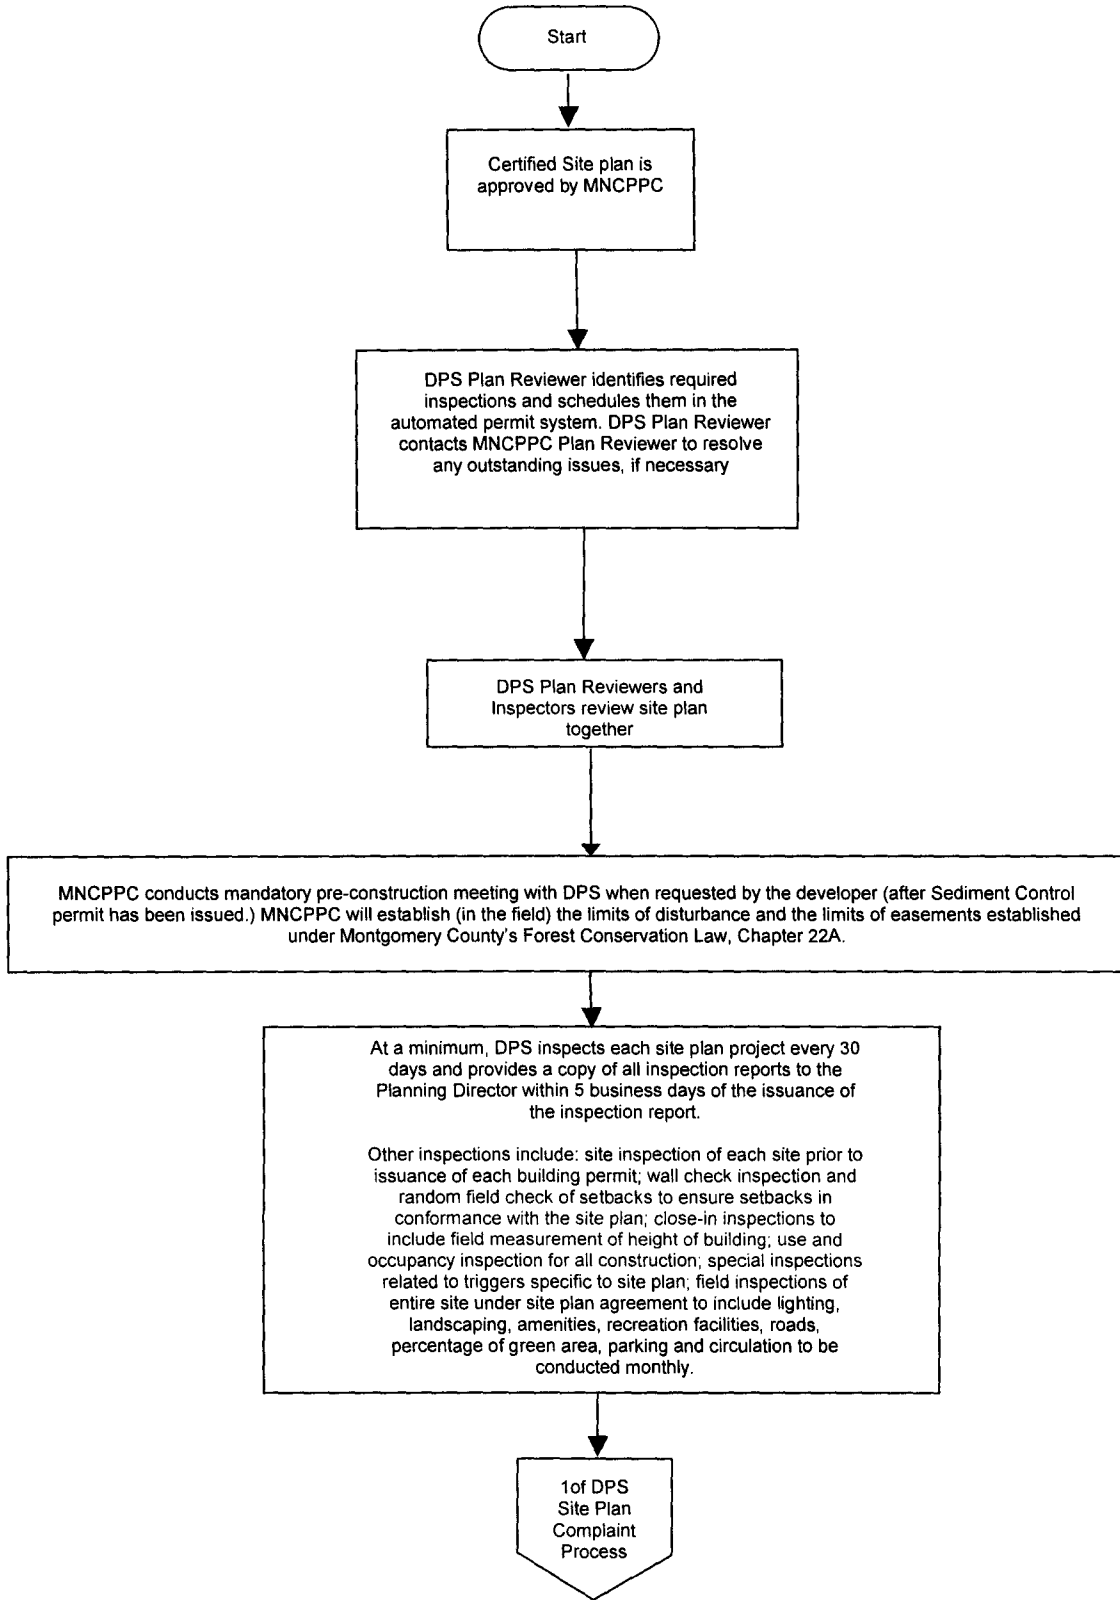 Start
Certified Site plan is
approved by MNCPPC
DPS Plan Reviewer identifies required
inspections and schedules them in the
automated permit system. DPS Plan Reviewer
contacts MNCPPC Plan Reviewer to resolve
any outstanding issues, if necessary
DPS Plan Reviewers and
Inspectors review site plan
together
MNCPPC conducts mandatory pre-construction meeting with DPS when requested by the developer (after Sediment Control
permit has been issued.) MNCPPC will establish (in the field) the limits of disturbance and the limits of easements established
under Montgomery County's Forest Conservation Law, Chapter 22A.
At a minimum, DPS inspects each site plan project every 30
days and provides a copy of all inspection reports to the
Planning Director within 5 business days of the issuance of
the inspection report.
Other inspections include: site inspection of each site prior to
issuance of each building permit; wall check inspection and
random field check of setbacks to ensure setbacks in
conformance with the site plan; close-in inspections to
include field measurement of height of building; use and
occupancy inspection for all construction; special inspections
related to triggers specific to site plan; field inspections of
entire site under site plan agreement to include lighting,
landscaping, amenities, recreation facilities, roads,
percentage of green area, parking and circulation to be
conducted monthly.
1of DPS
Site Plan
Complaint
Process